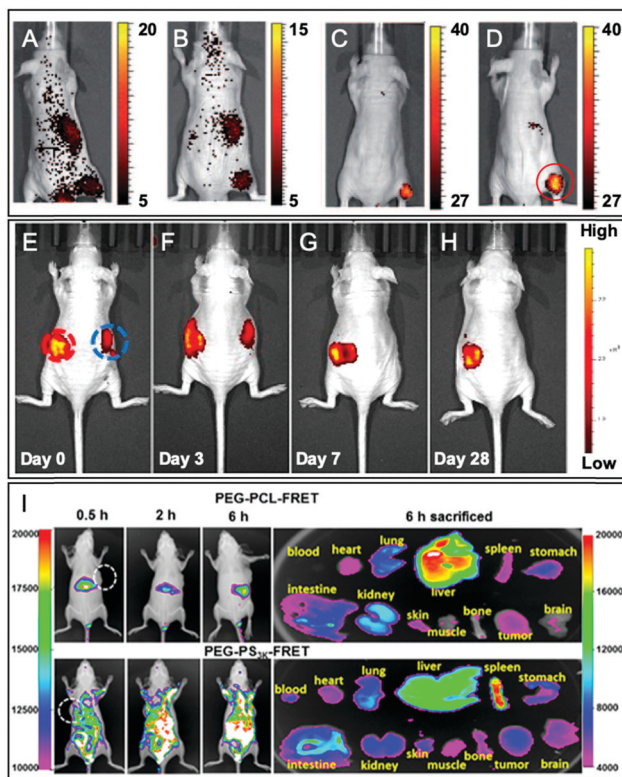 A
20
5
B
15
5
C
40
27
D
40
27
E
Day 0
F
Day 3
G
Day 7
H
Day 28
High
Low
I
PEG-PCL-FRET
0.5 h 2 h 6 h 6 h sacrificed
20000
17500
15000
12500
10000
blood heart lung liver spleen stomach
intestine kidney skin muscle bone tumor brain
PEG-PS3K-FRET
blood heart lung liver spleen stomach
intestine kidney skin muscle bone tumor brain
20000
16000
12000
8000
4000